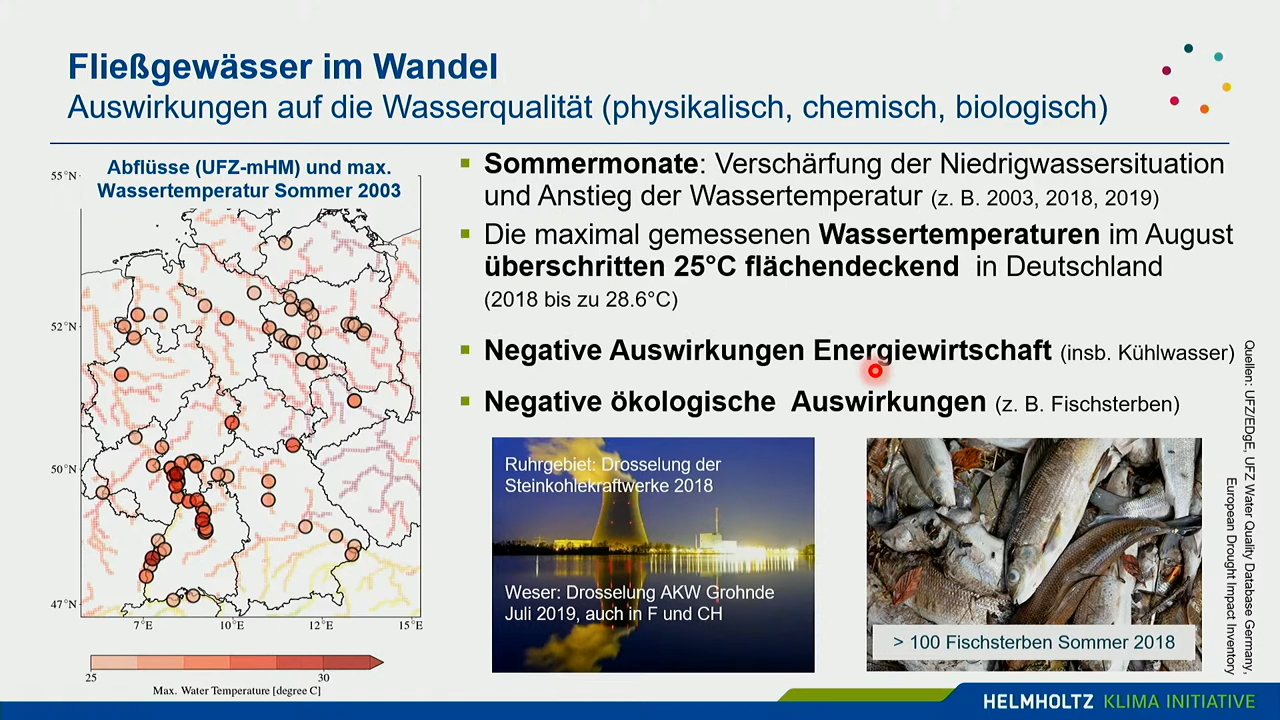 Fließgewässer im Wandel
Auswirkungen auf die Wasserqualität (physikalisch, chemisch, biologisch)
Abflüsse (UFZ-mHM) und max.
Wassertemperatur Sommer 2003
55°N
52°N
50°N
47°N
7°E
10°E
12°E
15°E
25
30
Max. Water Temperature [degree C]
Sommermonate: Verschärfung der Niedrigwassersituation
und Anstieg der Wassertemperatur (z. B. 2003, 2018, 2019)
Die maximal gemessenen Wassertemperaturen im August
überschritten 25°C flächendeckend in Deutschland
(2018 bis zu 28.6°C)
Negative Auswirkungen Energiewirtschaft (insb. Kühlwasser)
Negative ökologische Auswirkungen (z. B. Fischsterben)
Ruhrgebiet: Drosselung der
Steinkohlekraftwerke 2018
Weser: Drosselung AKW Grohnde
Juli 2019, auch in F und CH
> 100 Fischsterben Sommer 2018
Quellen: UFZ/EDgE, UFZ Water Quality Database Germany,
European Drought Impact Inventory
HELMHOLTZ KLIMA INITIATIVE